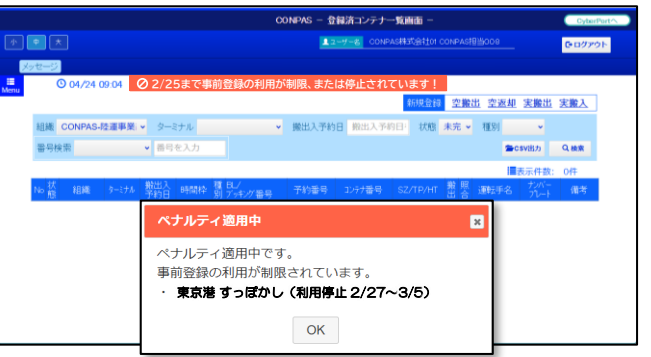 CONPAS － 登録済コンテナ一覧画面 －
CyberPortへ
小 中 大
ユーザー名 CONPAS株式会社01 CONPAS担当008
ログアウト
メッセージ
Menu
04/24 09:04 2/25まで事前登録の利用が制限、または停止されています！
新規登録 空搬出 空返却 実搬出 実搬入
組織 CONPAS-陸運事業 ターミナル 搬出入予約日 搬出入予約日 状態 未完 種別
番号検索 番号を入力
CSV出力 検索
表示件数: 0件
No 状態 組織 ターミナル 搬出入予約日 時間枠 種別 BL/ブッキング番号 予約番号 コンテナ番号 SZ/TP/HT 搬出 照合 運転手名 ナンバープレート 備考
ペナルティ適用中
ペナルティ適用中です。
事前登録の利用が制限されています。
・ 東京港 すっぽかし（利用停止 2/27～3/5）
OK